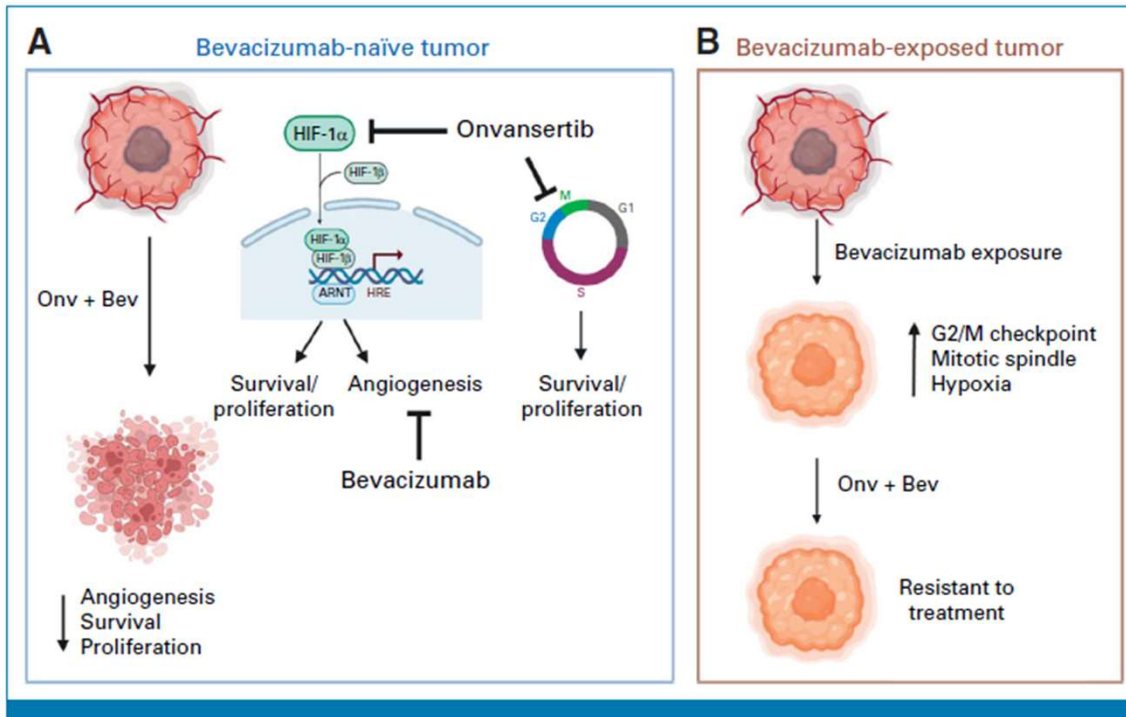 A
Bevacizumab-naïve tumor
HIF-1α
Onvansertib
HIF-1β
M
G2
G1
S
HIF-1α
HIF-1β
ARNT
HRE
Onv + Bev
Survival/
proliferation
Angiogenesis
Survival/
proliferation
Bevacizumab
Angiogenesis
Survival
Proliferation
B
Bevacizumab-exposed tumor
Bevacizumab exposure
G2/M checkpoint
Mitotic spindle
Hypoxia
Onv + Bev
Resistant to
treatment